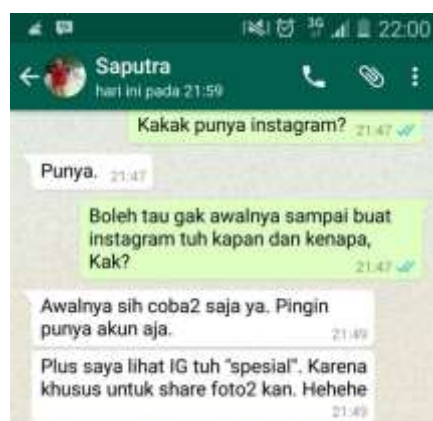 3G 22:00
Saputra
hari ini pada 21:59
Kakak punya instagram? 21:47
Punya. 21:47
Boleh tau gak awalnya sampai buat
instagram tuh kapan dan kenapa,
Kak?
21:47
Awalnya sih coba2 saja ya. Pingin
punya akun aja.
21:49
Plus saya lihat IG tuh "spesial". Karena
khusus untuk share foto2 kan. Hehehe
21:49